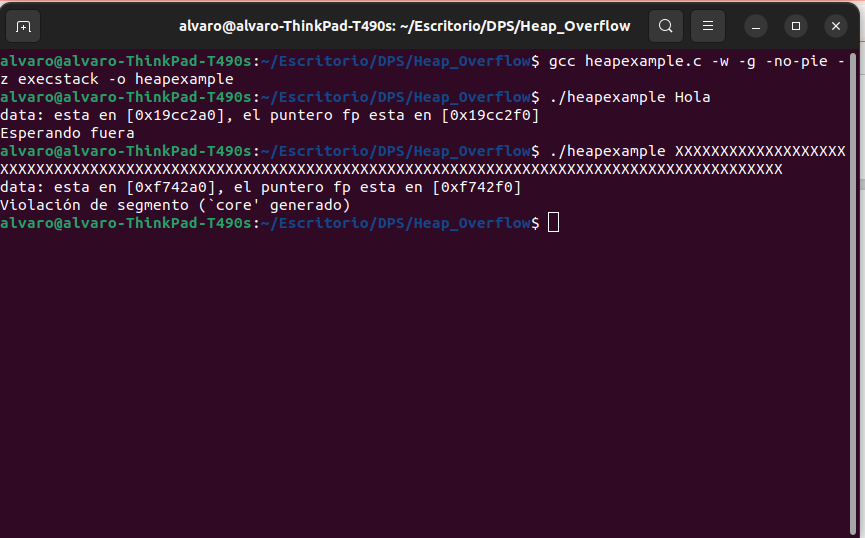 alvaro@alvaro-ThinkPad-T490s: ~/Escritorio/DPS/Heap_Overflow
alvaro@alvaro-ThinkPad-T490s:~/Escritorio/DPS/Heap_Overflow$ gcc heapexample.c -w -g -no-pie -
z execstack -o heapexample
alvaro@alvaro-ThinkPad-T490s:~/Escritorio/DPS/Heap_Overflow$ ./heapexample Hola
data: esta en [0x19cc2a0], el puntero fp esta en [0x19cc2f0]
Esperando fuera
alvaro@alvaro-ThinkPad-T490s:~/Escritorio/DPS/Heap_Overflow$ ./heapexample XXXXXXXXXXXXXXXXXXX
XXXXXXXXXXXXXXXXXXXXXXXXXXXXXXXXXXXXXXXXXXXXXXXXXXXXXXXXXXXXXXXXXXXXXXXXXXXXXXXXXXXXXXX
data: esta en [0xf742a0], el puntero fp esta en [0xf742f0]
Violación de segmento (`core' generado)
alvaro@alvaro-ThinkPad-T490s:~/Escritorio/DPS/Heap_Overflow$